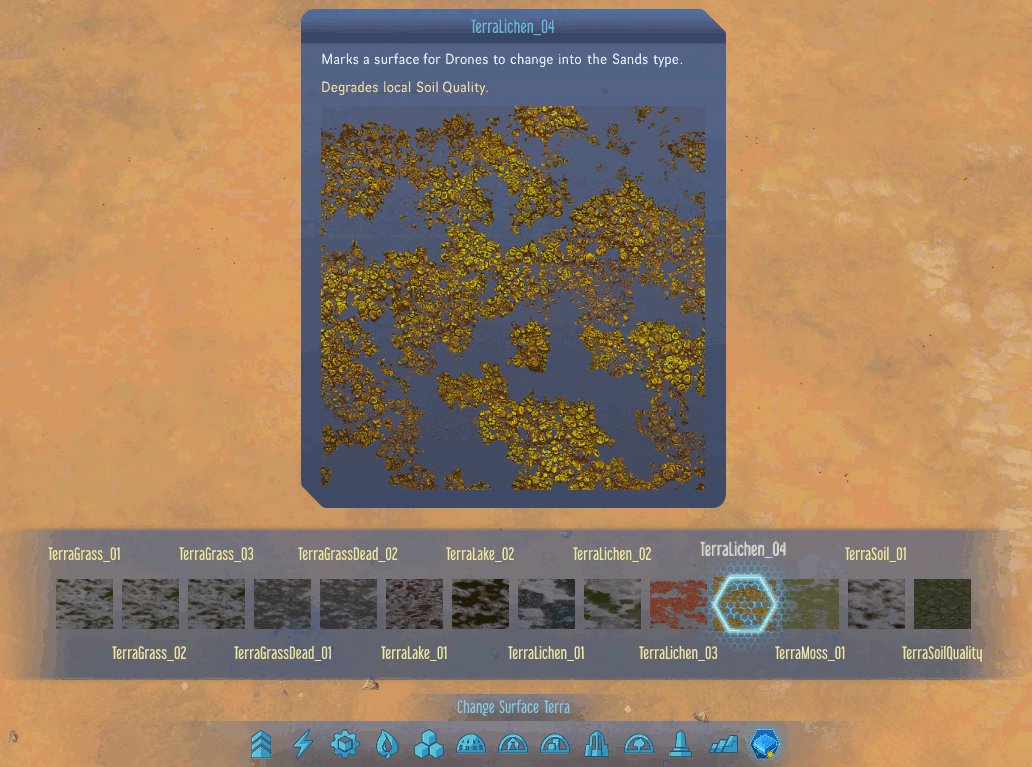 TerraLichen_04
Marks a surface for Drones to change into the Sands type.
Degrades local Soil Quality.
TerraGrass_01 TerraGrass_03 TerraGrassDead_02 TerraLake_02 TerraLichen_02 TerraLichen_04 TerraSoil_01
TerraGrass_02 TerraGrassDead_01 TerraLake_01 TerraLichen_01 TerraLichen_03 TerraMoss_01 TerraSoilQuality
Change Surface Terra